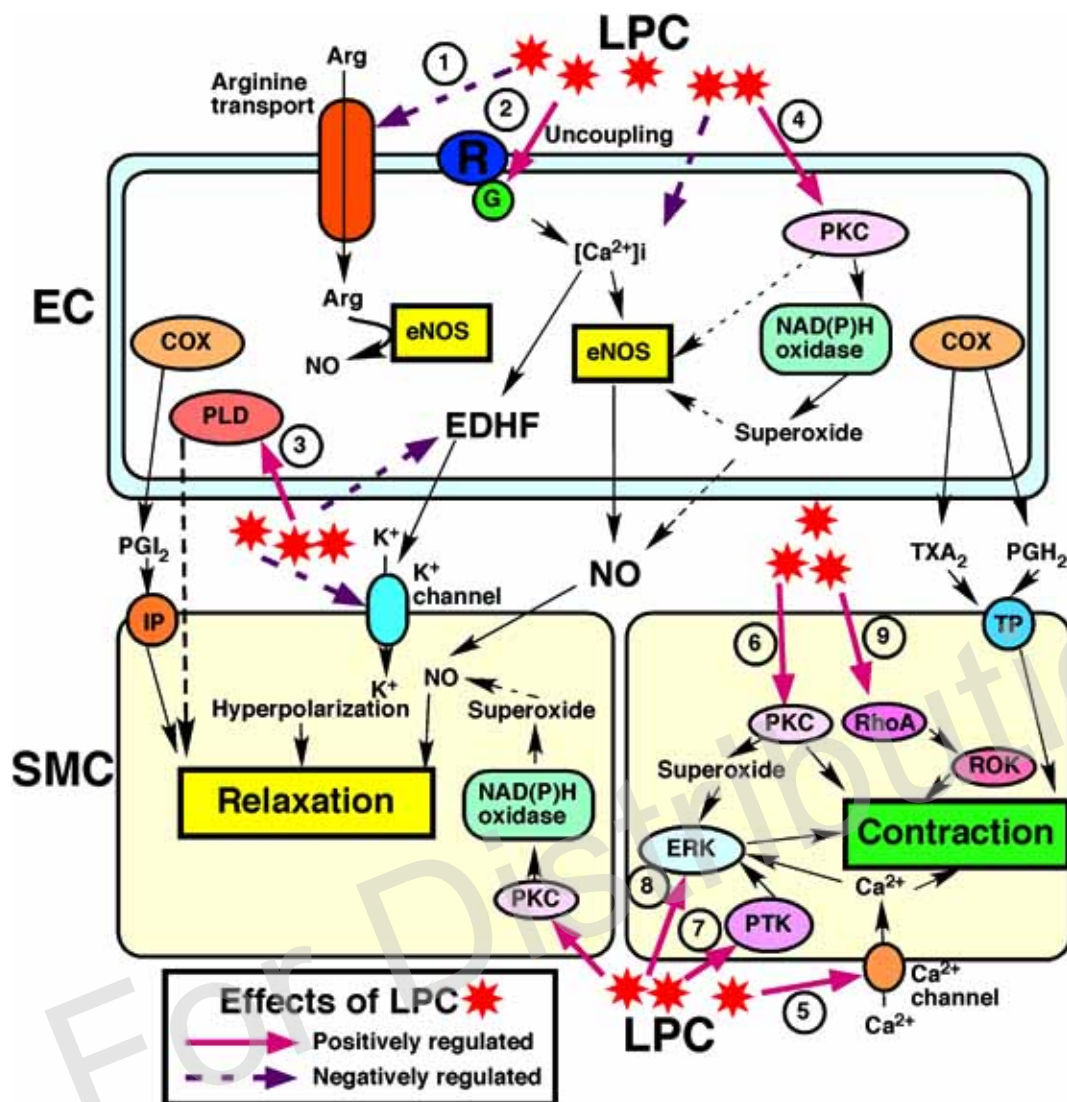 LPC
Arg
1
Arginine
transport
2
Uncoupling
4
R
G
PKC
[Ca²⁺]i
EC
Arg
eNOS
NO
COX
eNOS
NAD(P)H
oxidase
COX
PLD
3
EDHF
Superoxide
PGI₂
K⁺
K⁺
channel
NO
TXA₂
PGH₂
IP
TP
6
9
K⁺
NO
Hyperpolarization
Superoxide
PKC
RhoA
Superoxide
ROK
SMC
Relaxation
NAD(P)H
oxidase
Contraction
ERK
8
Ca²⁺
PKC
7
PTK
Effects of LPC
Positively regulated
Negatively regulated
LPC
5
Ca²⁺
channel
Ca²⁺
For Distributio